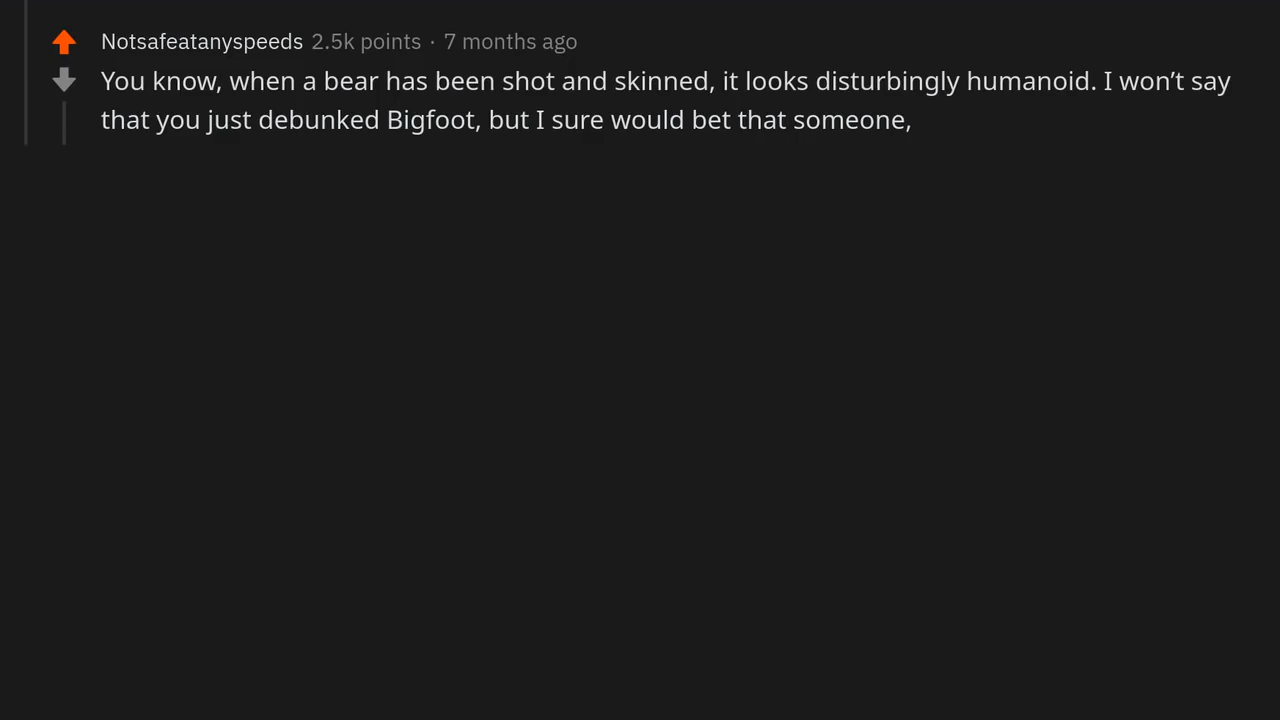 Notsafeatanyspeeds 2.5k points · 7 months ago
You know, when a bear has been shot and skinned, it looks disturbingly humanoid. I won’t say
that you just debunked Bigfoot, but I sure would bet that someone,